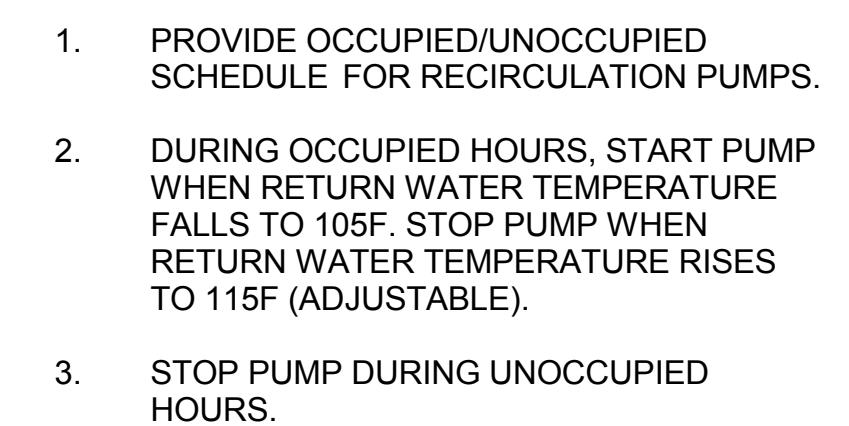 1. PROVIDE OCCUPIED/UNOCCUPIED
SCHEDULE FOR RECIRCULATION PUMPS.
2. DURING OCCUPIED HOURS, START PUMP
WHEN RETURN WATER TEMPERATURE
FALLS TO 105F. STOP PUMP WHEN
RETURN WATER TEMPERATURE RISES
TO 115F (ADJUSTABLE).
3. STOP PUMP DURING UNOCCUPIED
HOURS.